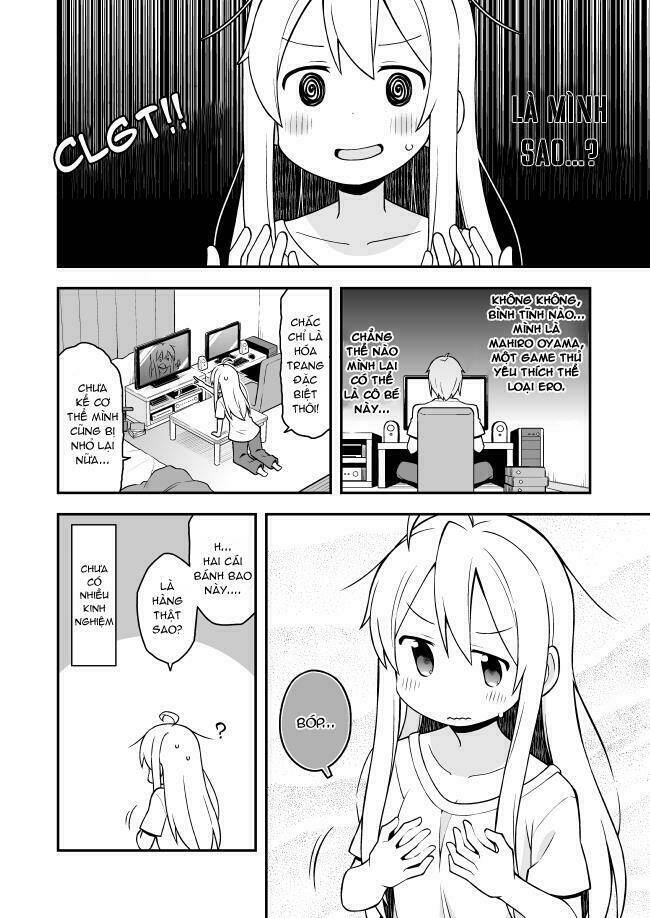 LÀ MÌNH
SAO...?
CLGT!!
KHÔNG KHÔNG,
BÌNH TĨNH NÀO...
MÌNH LÀ
MAHIRO OYAMA,
MỘT GAME THỦ
YÊU THÍCH THỂ
LOẠI ERO.
CHẲNG
THỂ NÀO
MÌNH LẠI
CÓ THỂ
LÀ CÔ BÉ
NÀY...
CHẮC
CHỈ LÀ
HÓA
TRANG
ĐẶC
BIỆT
THÔI!
CHƯA
KỂ CƠ
THỂ MÌNH
CŨNG BỊ
NHỎ LẠI
NỮA...
BÓP...
H...
HAI CÁI
BÁNH BAO
NÀY....
LÀ
HÀNG
THẬT
SAO?
?
CHƯA
CÓ
NHIỀU
KINH
NGHIỆM